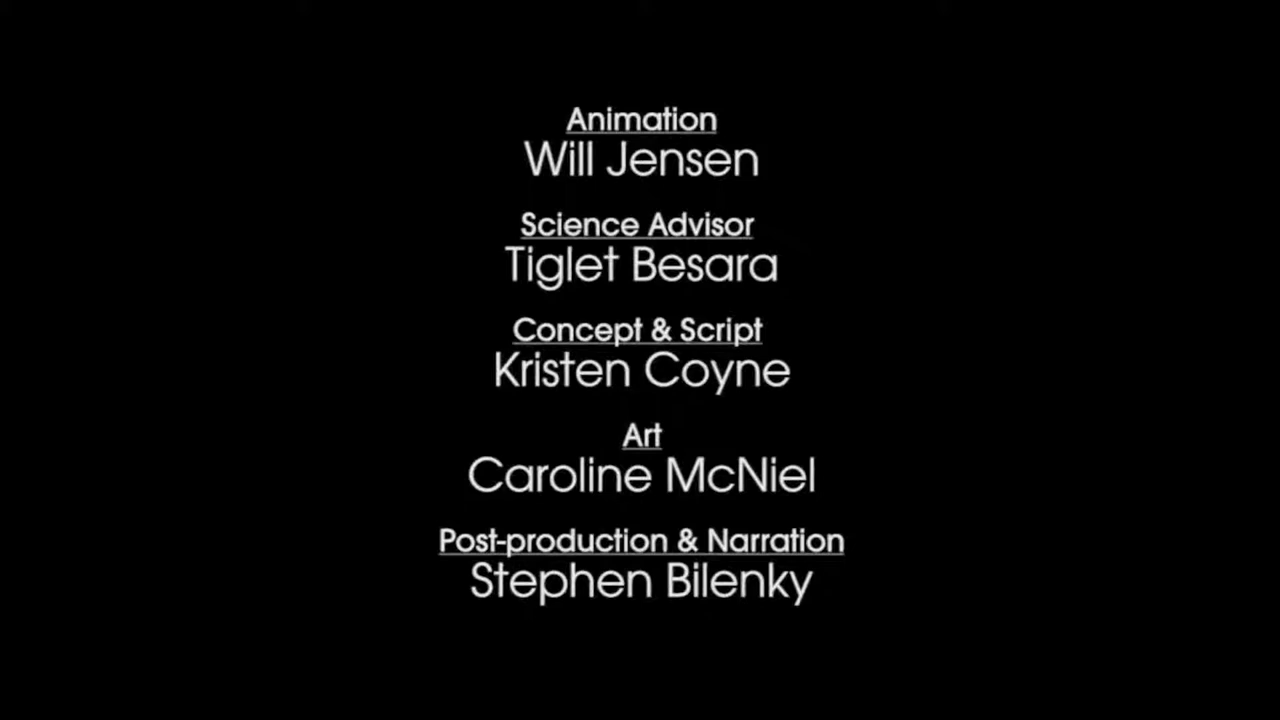 Animation
Will Jensen
Science Advisor
Tiglet Besara
Concept & Script
Kristen Coyne
Art
Caroline McNiel
Post-production & Narration
Stephen Bilenky